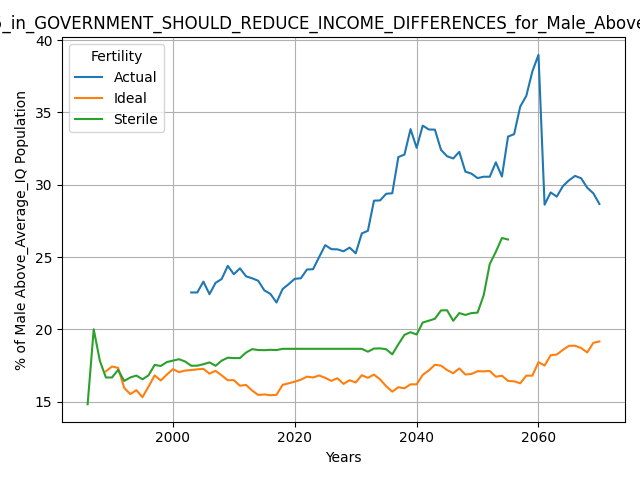 _in_GOVERNMENT_SHOULD_REDUCE_INCOME_DIFFERENCES_for_Male_Above
Fertility
Actual
Ideal
Sterile
% of Male Above_Average_IQ Population
40
35
30
25
20
15
2000
2020
2040
2060
Years